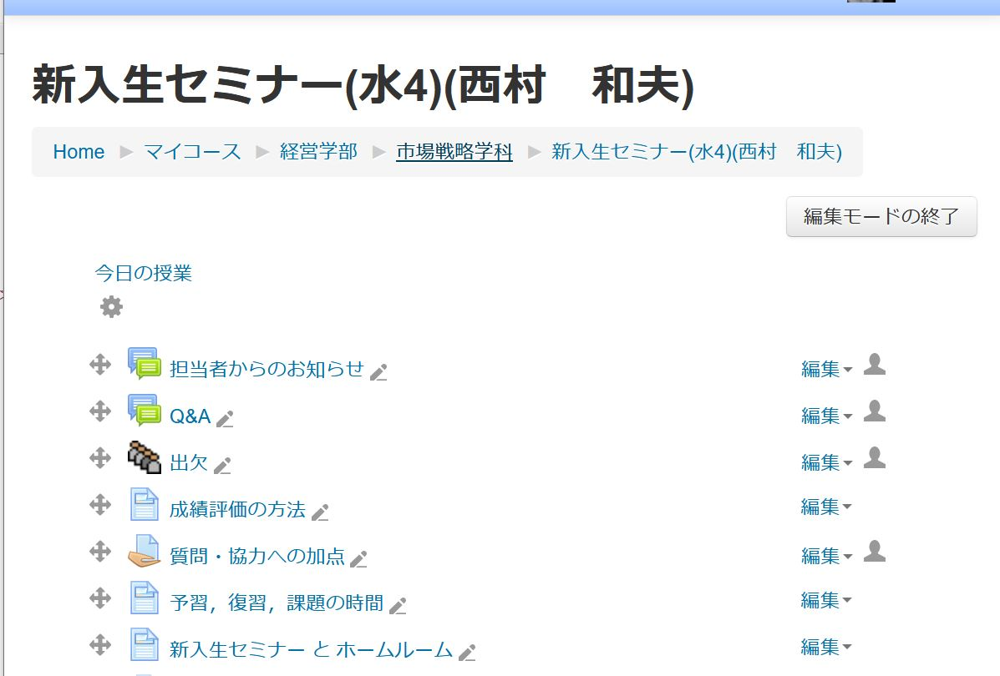 新入生セミナー(水4)(西村　和夫)
Home ▶ マイコース ▶ 経営学部 ▶ 市場戦略学科 ▶ 新入生セミナー(水4)(西村　和夫)
編集モードの終了
今日の授業
担当者からのお知らせ 編集
Q&A 編集
出欠 編集
成績評価の方法 編集
質問・協力への加点 編集
予習，復習，課題の時間 編集
新入生セミナー と ホームルーム 編集